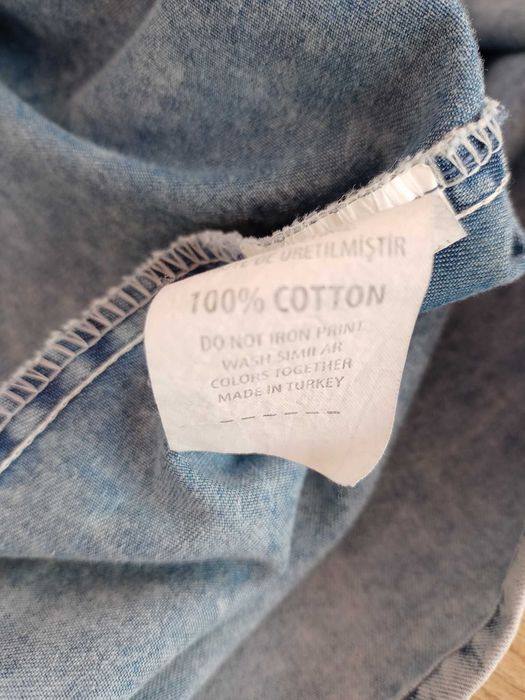 ÜRETİLMİŞTİR
100% COTTON
DO NOT IRON PRINT
WASH SIMILAR
COLORS TOGETHER
MADE IN TURKEY